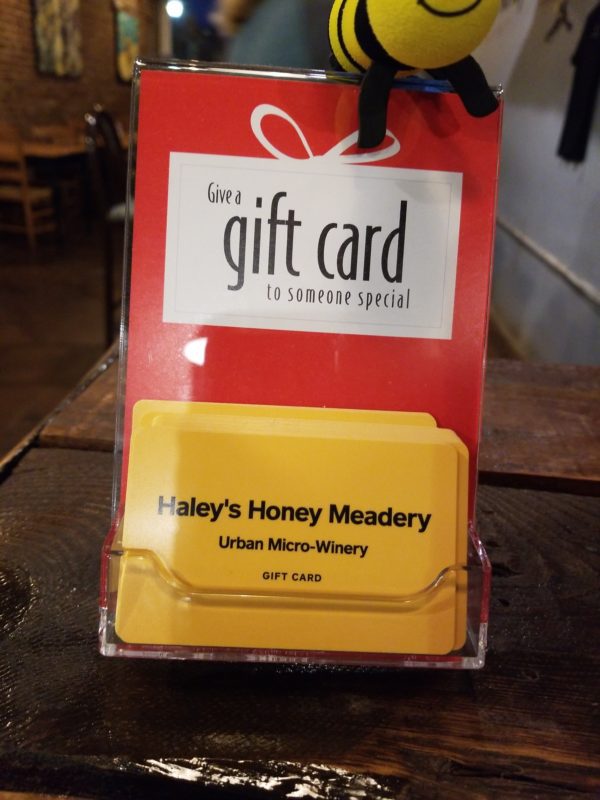 Give a
gift card
to someone special
Haley's Honey Meadery
Urban Micro-Winery
GIFT CARD